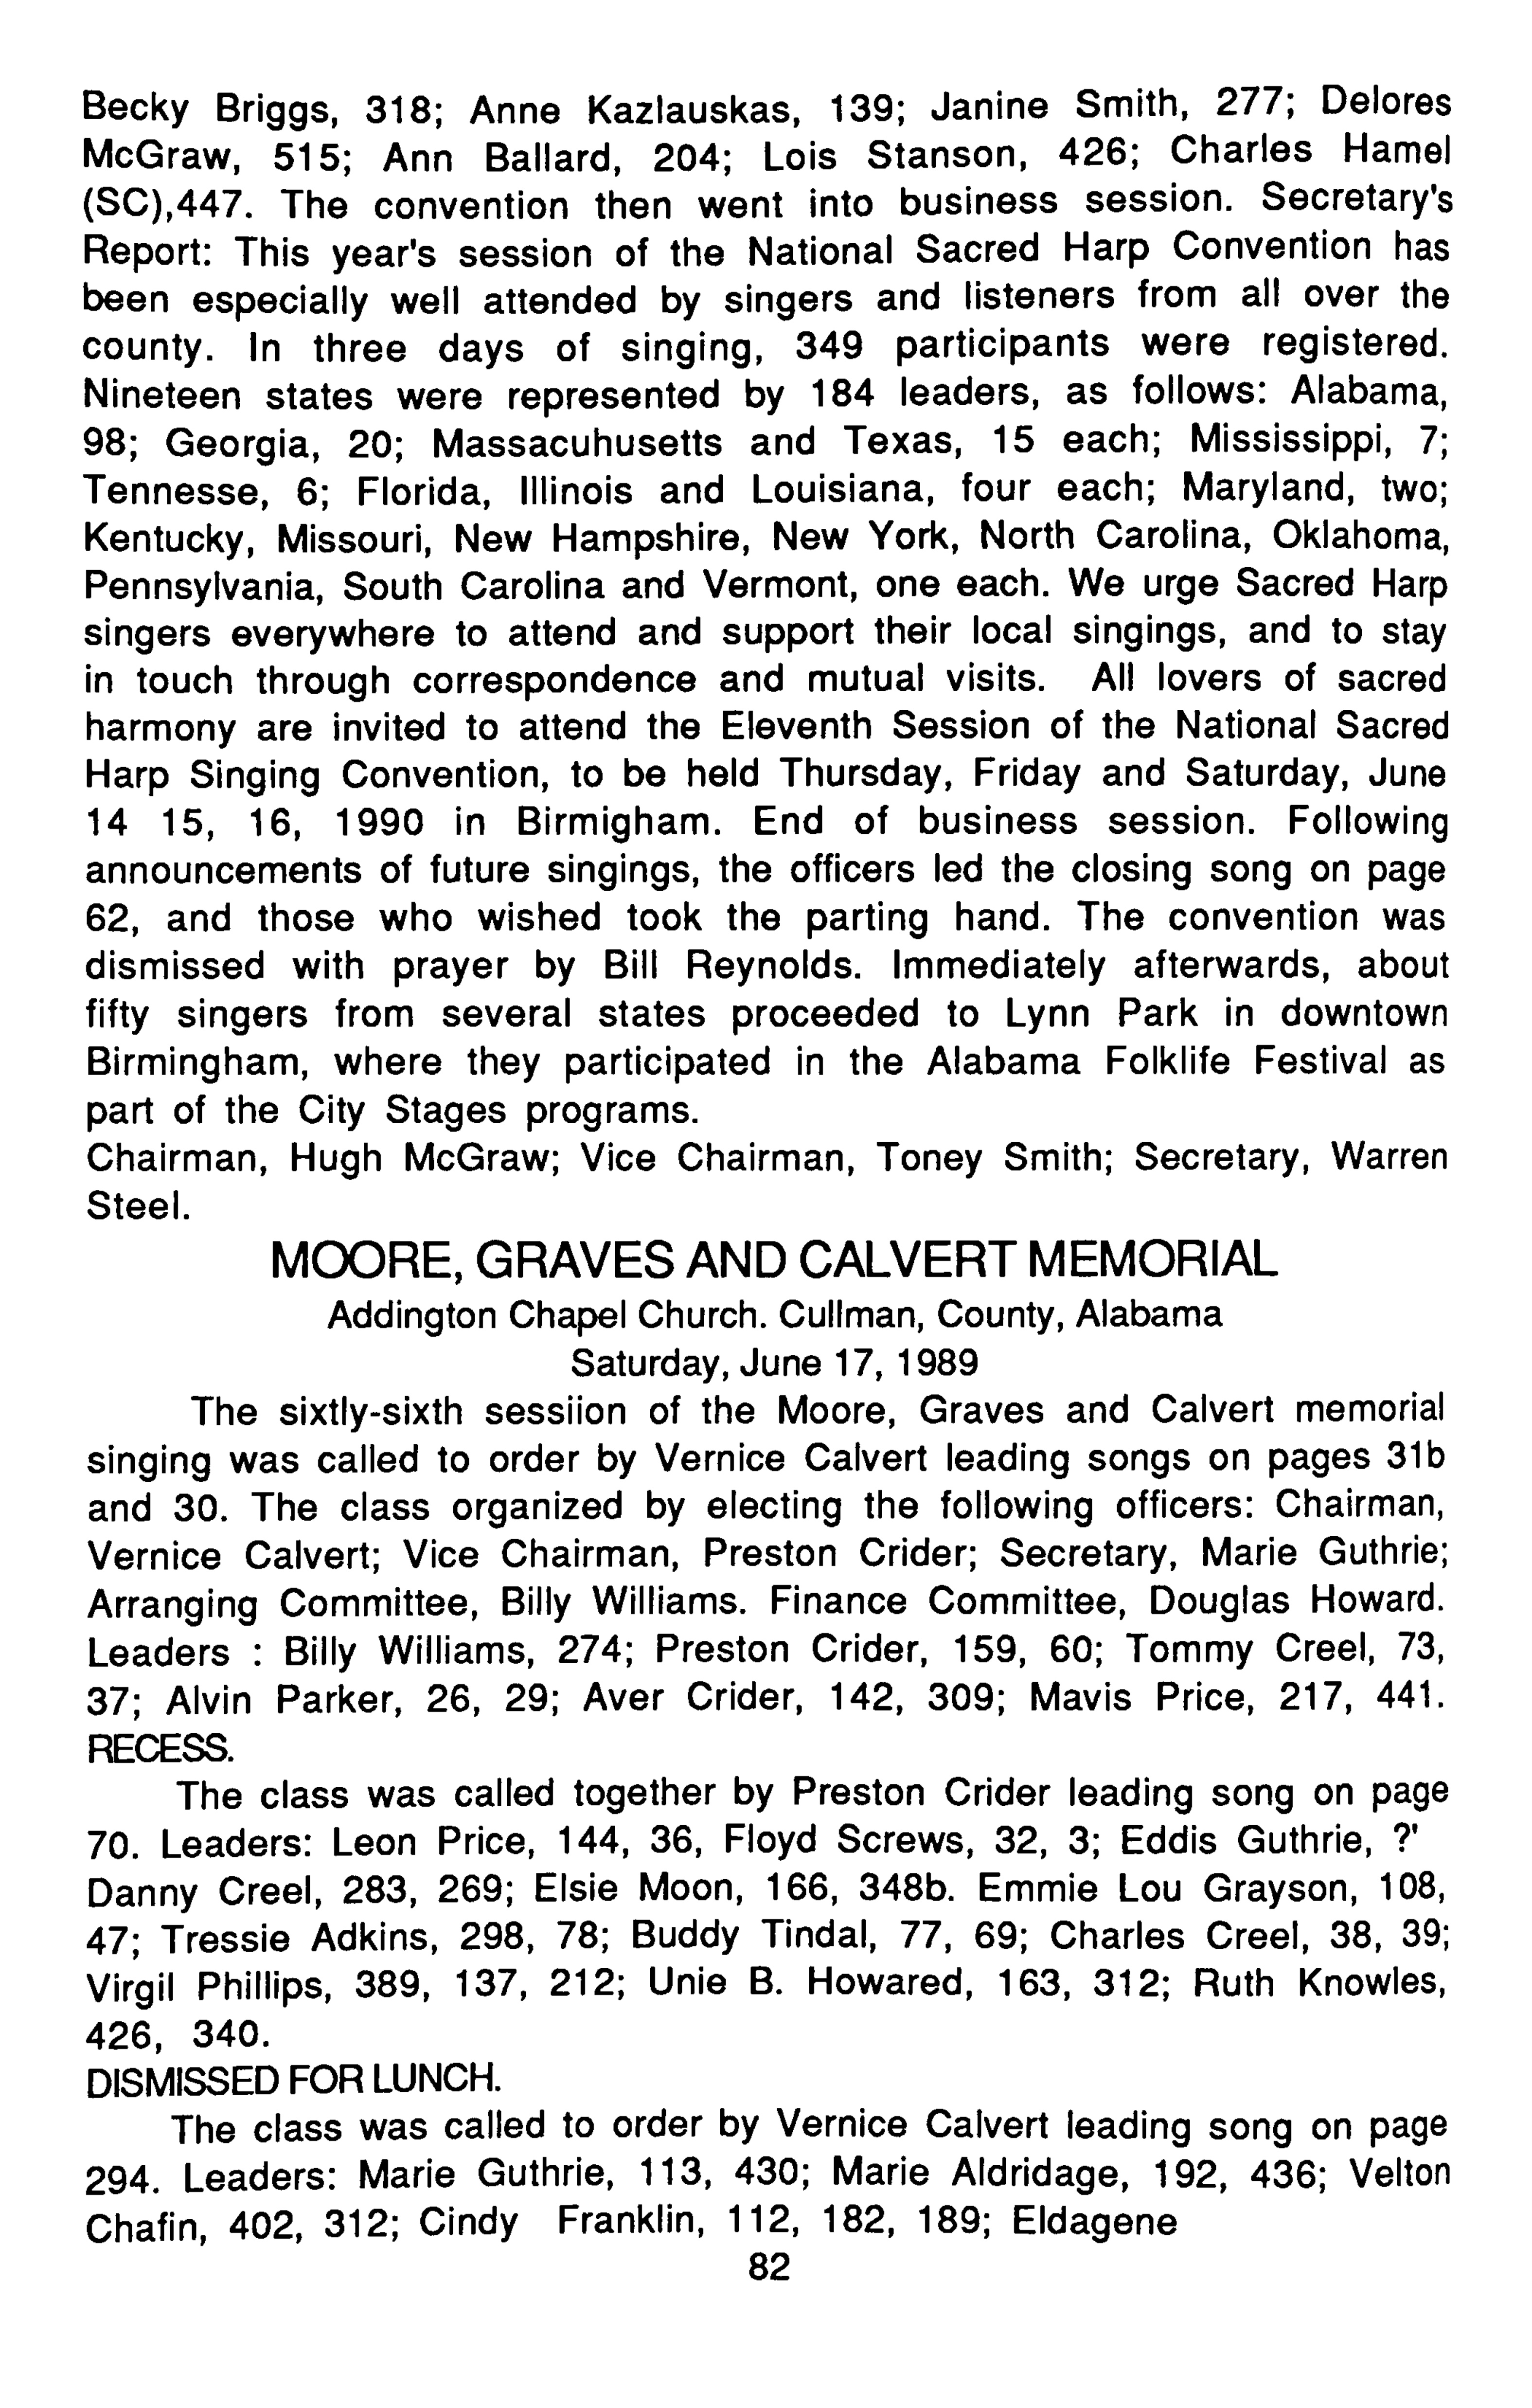 Becky Briggs, 318; Anne Kazlauskas, 139; Janine Smith, 277; Delores
McGraw, 515; Ann Ballard, 204; Lois Stanson, 426; Charles Hamel
(SC),447. The convention then went into business session. Secretary's
Report: This year's session of the National Sacred Harp Convention has
been especially well attended by singers and listeners from all over the
county. In three days of singing, 349 participants were registered.
Nineteen states were represented by 184 leaders, as follows: Alabama,
98; Georgia, 20; Massacuhusetts and Texas, 15 each; Mississippi, 7;
Tennesse, 6; Florida, Illinois and Louisiana, four each; Maryland, two;
Kentucky, Missouri, New Hampshire, New York, North Carolina, Oklahoma,
Pennsylvania, South Carolina and Vermont, one each. We urge Sacred Harp
singers everywhere to attend and support their local singings, and to stay
in touch through correspondence and mutual visits. All lovers of sacred
harmony are invited to attend the Eleventh Session of the National Sacred
Harp Singing Convention, to be held Thursday, Friday and Saturday, June
14 15, 16, 1990 in Birmigham. End of business session. Following
announcements of future singings, the officers led the closing song on page
62, and those who wished took the parting hand. The convention was
dismissed with prayer by Bill Reynolds. Immediately afterwards, about
fifty singers from several states proceeded to Lynn Park in downtown
Birmingham, where they participated in the Alabama Folklife Festival as
part of the City Stages programs.
Chairman, Hugh McGraw; Vice Chairman, Toney Smith; Secretary, Warren
Steel.
MOORE, GRAVES AND CALVERT MEMORIAL
Addington Chapel Church. Cullman, County, Alabama
Saturday, June 17, 1989
The sixtly-sixth sessiion of the Moore, Graves and Calvert memorial
singing was called to order by Vernice Calvert leading songs on pages 31b
and 30. The class organized by electing the following officers: Chairman,
Vernice Calvert; Vice Chairman, Preston Crider; Secretary, Marie Guthrie;
Arranging Committee, Billy Williams. Finance Committee, Douglas Howard.
Leaders : Billy Williams, 274; Preston Crider, 159, 60; Tommy Creel, 73,
37; Alvin Parker, 26, 29; Aver Crider, 142, 309; Mavis Price, 217, 441.
RECESS.
The class was called together by Preston Crider leading song on page
70. Leaders: Leon Price, 144, 36, Floyd Screws, 32, 3; Eddis Guthrie, ?'
Danny Creel, 283, 269; Elsie Moon, 166, 348b. Emmie Lou Grayson, 108,
47; Tressie Adkins, 298, 78; Buddy Tindal, 77, 69; Charles Creel, 38, 39;
Virgil Phillips, 389, 137, 212; Unie B. Howared, 163, 312; Ruth Knowles,
426, 340.
DISMISSED FOR LUNCH.
The class was called to order by Vernice Calvert leading song on page
294. Leaders: Marie Guthrie, 113, 430; Marie Aldridage, 192, 436; Velton
Chafin, 402, 312; Cindy Franklin, 112, 182, 189; Eldagene
82